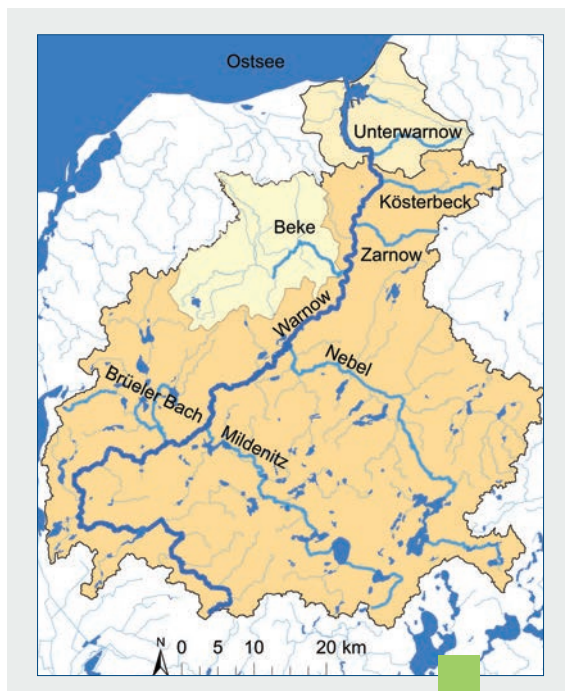 Ostsee
Unterwarnow
Kösterbeck
Beke
Zarnow
Warnow
Nebel
Brüeler Bach
Mildenitz
N 0 5 10 20 km